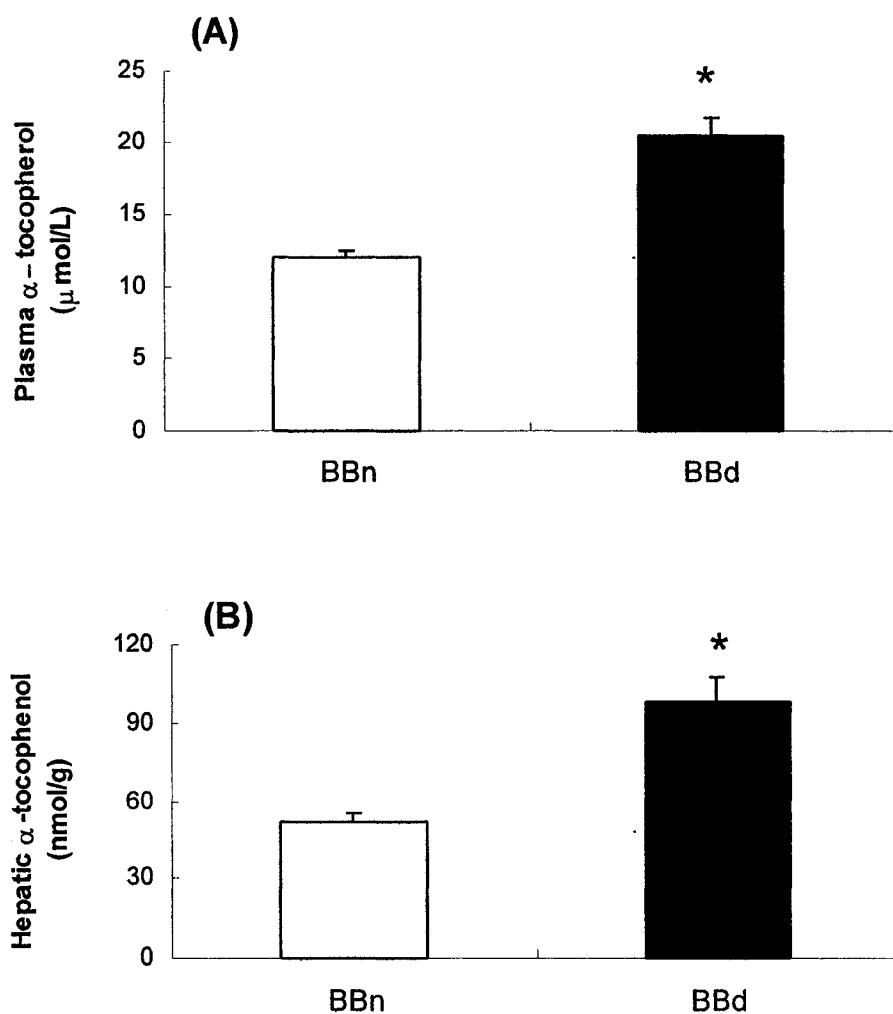 (A)
Plasma α – tocopherol
(μ mol/L)
25
20
15
10
5
0
*
BBn
BBd
(B)
Hepatic α -tocophenol
(nmol/g)
120
90
60
30
0
*
BBn
BBd